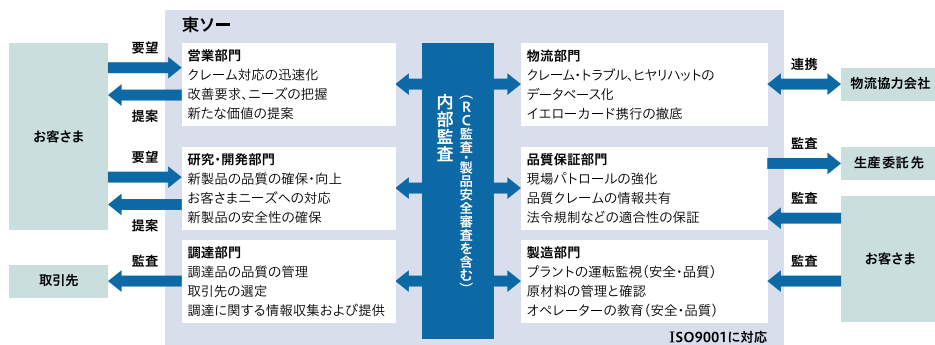 東ソー
お客さま
要望
提案
要望
提案
営業部門
クレーム対応の迅速化
改善要求、ニーズの把握
新たな価値の提案
研究・開発部門
新製品の品質の確保・向上
お客さまニーズへの対応
新製品の安全性の確保
取引先
監査
調達部門
調達品の品質の管理
取引先の選定
調達に関する情報収集および提供
内部監査
（RC監査・製品安全審査を含む）
物流部門
クレーム・トラブル、ヒヤリハットの
データベース化
イエローカード携行の徹底
連携
物流協力会社
品質保証部門
現場パトロールの強化
品質クレームの情報共有
法令規制などの適合性の保証
監査
生産委託先
監査
製造部門
プラントの運転監視（安全・品質）
原材料の管理と確認
オペレーターの教育（安全・品質）
監査
お客さま
ISO9001に対応